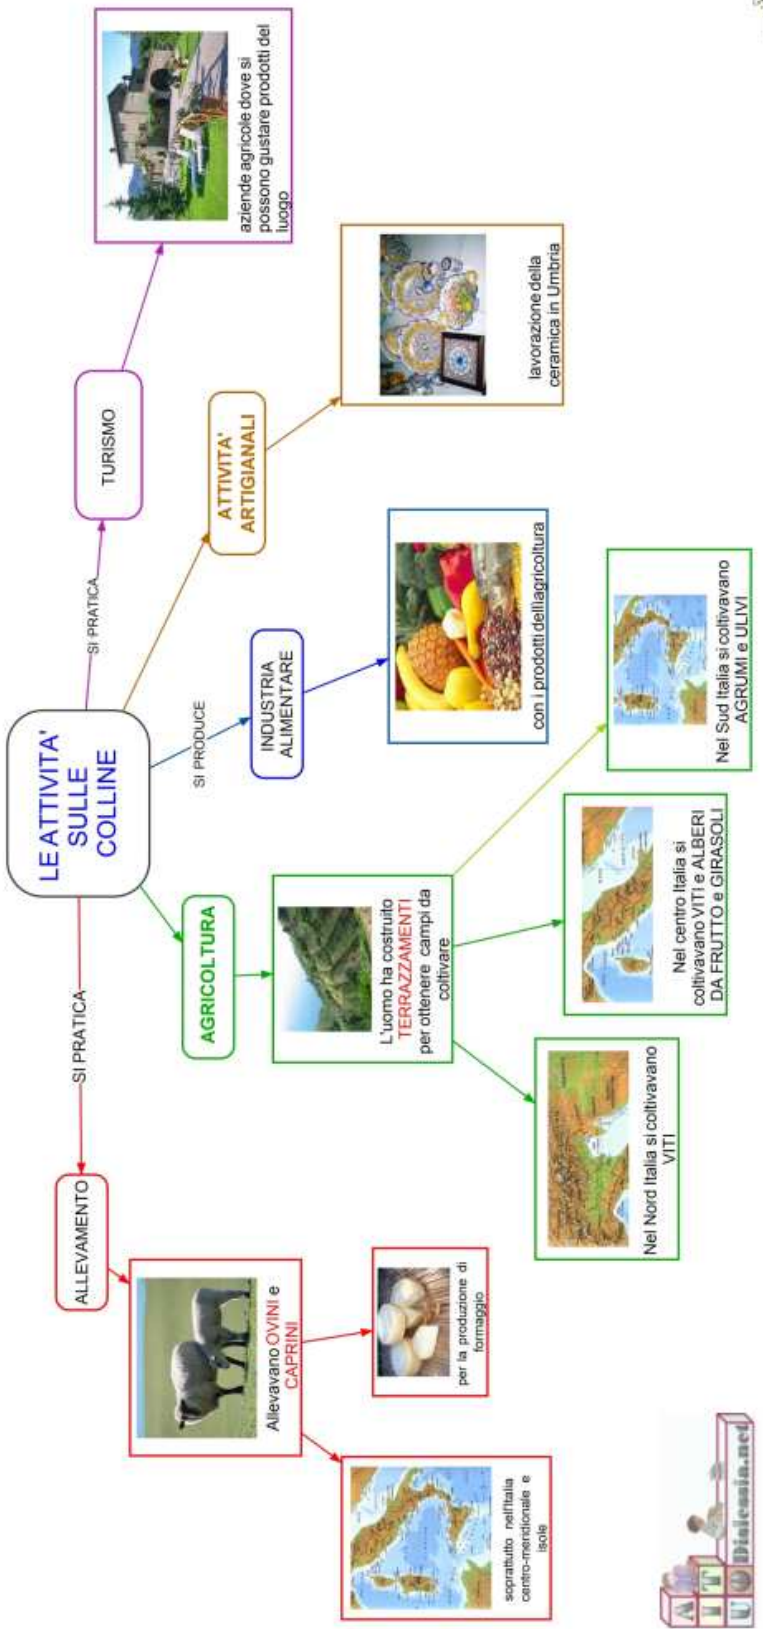 LE ATTIVITA'
SULLE
COLLINE
SI PRATICA
ALLEVAMENTO
Allevavano OVINI e
CAPRINI
soprattutto nell'Italia
centro-meridionale e
isole
per la produzione di
formaggio
AGRICOLTURA
L'uomo ha costruito
TERRAZZAMENTI
per ottenere campi da
coltivare
Nel Nord Italia si coltivavano
VITI
Nel centro Italia si
coltivavano VITI e ALBERI
DA FRUTTO e GIRASOLI
Nel Sud Italia si coltivavano
AGRUMI e ULIVI
SI PRODUCE
INDUSTRIA
ALIMENTARE
con i prodotti dellìagricoltura
ATTIVITA'
ARTIGIANALI
lavorazione della
ceramica in Umbria
SI PRATICA
TURISMO
aziende agricole dove si
possono gustare prodotti del
luogo
AIUTO
Dislessia.net